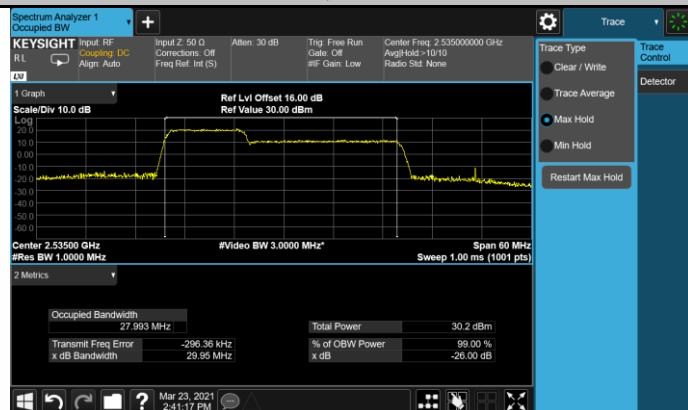 Spectrum Analyzer 1
Occupied BW
Trace
KEYSIGHT
RL
LXI
Input: RF
Coupling: DC
Align: Auto
Input Z: 50 Ω
Corrections: Off
Freq Ref: Int (S)
Atten: 30 dB
Trig: Free Run
Gate: Off
#IF Gain: Low
Center Freq: 2.535000000 GHz
Avg|Hold:>10/10
Radio Std: None
Trace Type
Clear / Write
Trace Average
Max Hold
Min Hold
Restart Max Hold
Trace
Control
Detector
1 Graph
Scale/Div 10.0 dB
Ref Lvl Offset 16.00 dB
Ref Value 30.00 dBm
Log
20.0
10.0
0.00
-10.0
-20.0
-30.0
-40.0
-50.0
-60.0
Center 2.53500 GHz
#Video BW 3.0000 MHz*
Span 60 MHz
#Res BW 1.0000 MHz
Sweep 1.00 ms (1001 pts)
2 Metrics
Occupied Bandwidth
27.993 MHz
Total Power 30.2 dBm
Transmit Freq Error -296.36 kHz
% of OBW Power 99.00 %
x dB Bandwidth 29.95 MHz
x dB -26.00 dB
?
Mar 23, 2021
2:41:17 PM